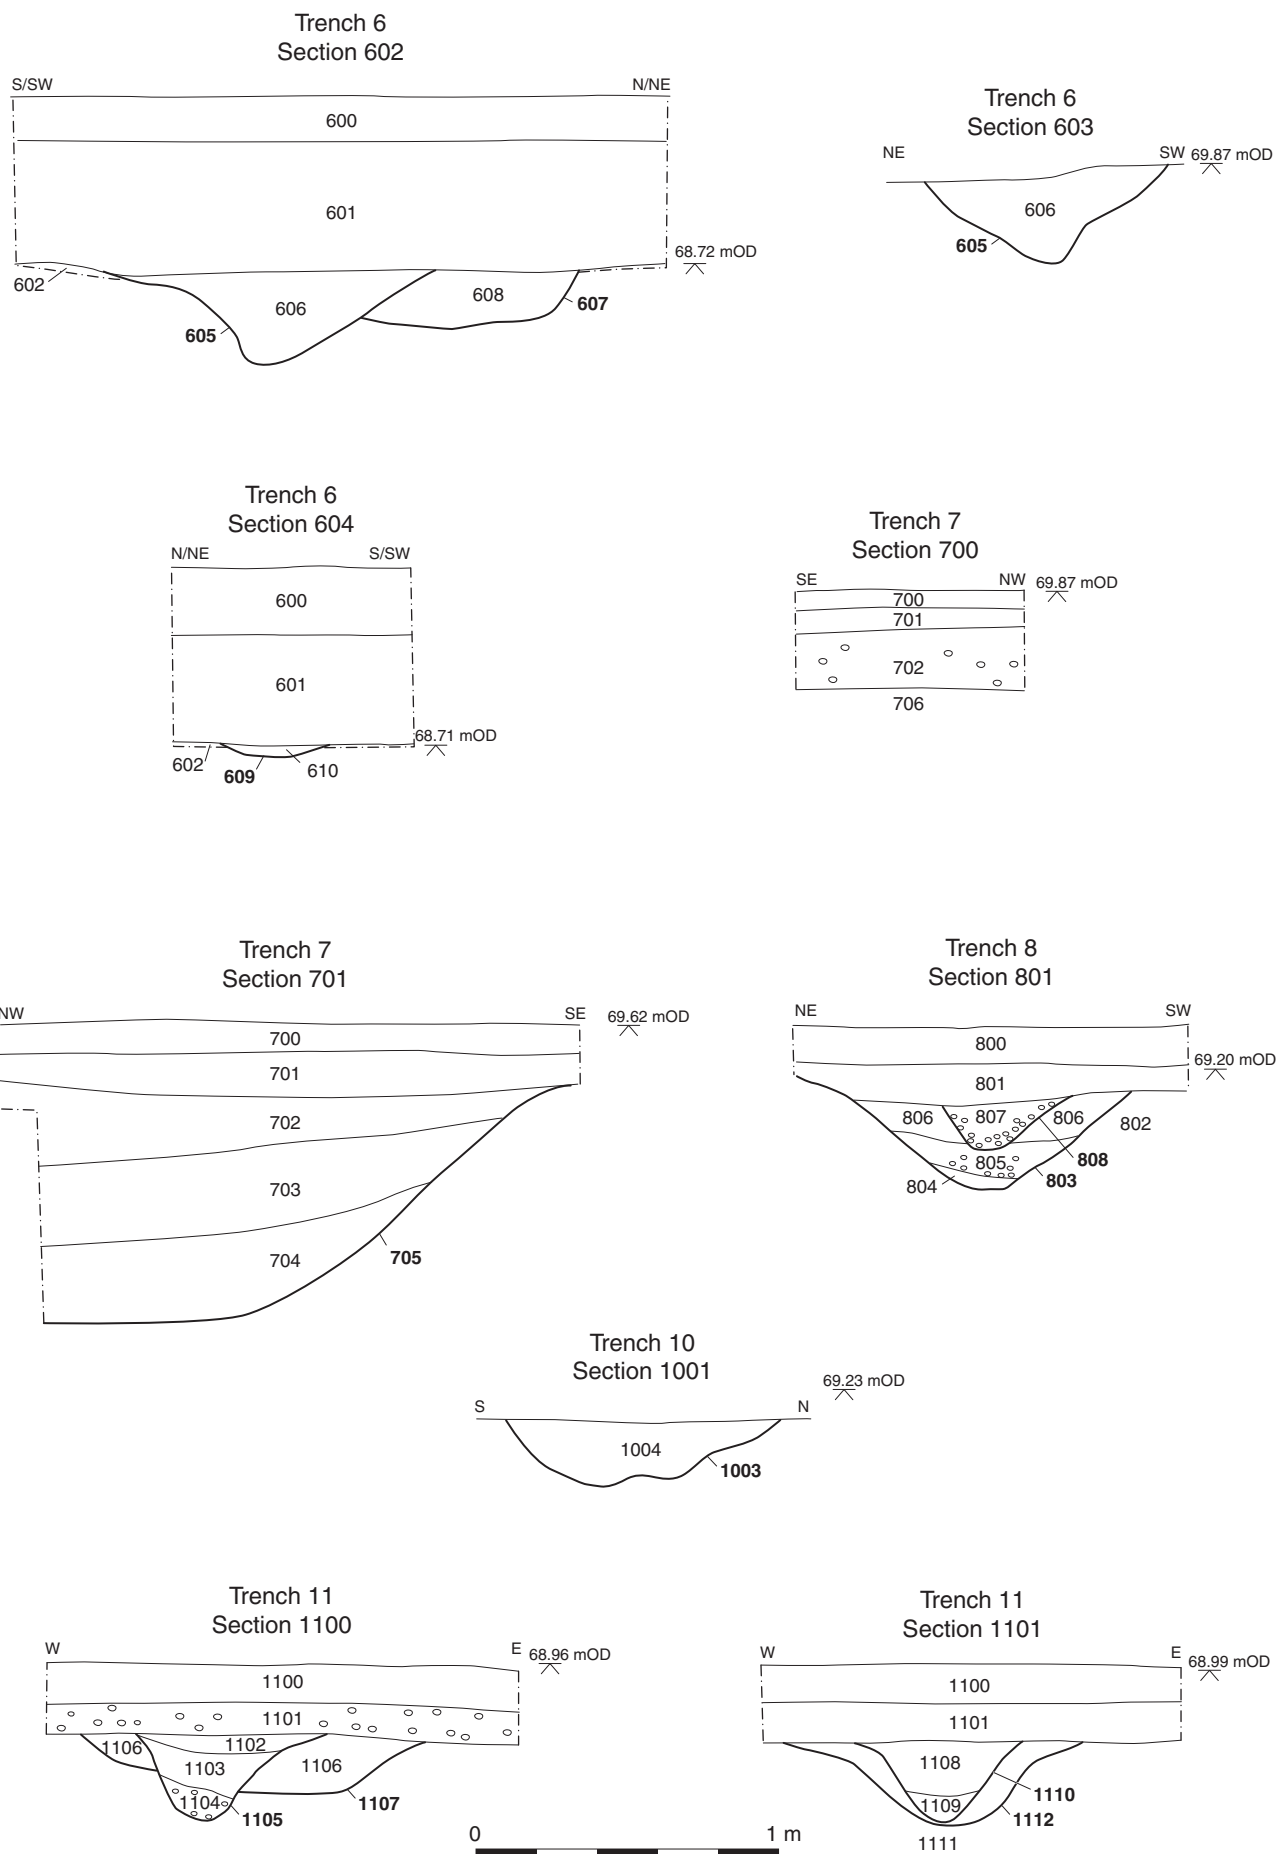 Trench 6
Section 602
S/SW N/NE
600
601
68.72 mOD
602
606
608
607
605
Trench 6
Section 603
NE SW 69.87 mOD
606
605
Trench 6
Section 604
N/NE S/SW
600
601
68.71 mOD
602
609
610
Trench 7
Section 700
SE NW 69.87 mOD
700
701
702
706
Trench 7
Section 701
NW SE 69.62 mOD
700
701
702
703
704
705
Trench 8
Section 801
NE SW
800
69.20 mOD
801
806 807 806 802
805
808
804
803
Trench 10
Section 1001
69.23 mOD
S N
1004
1003
Trench 11
Section 1100
W E 68.96 mOD
1100
1101
1106 1102
1103 1106
1104
1105
1107
Trench 11
Section 1101
W E 68.99 mOD
1100
1101
1108
1110
1109
1112
1111
0 1 m